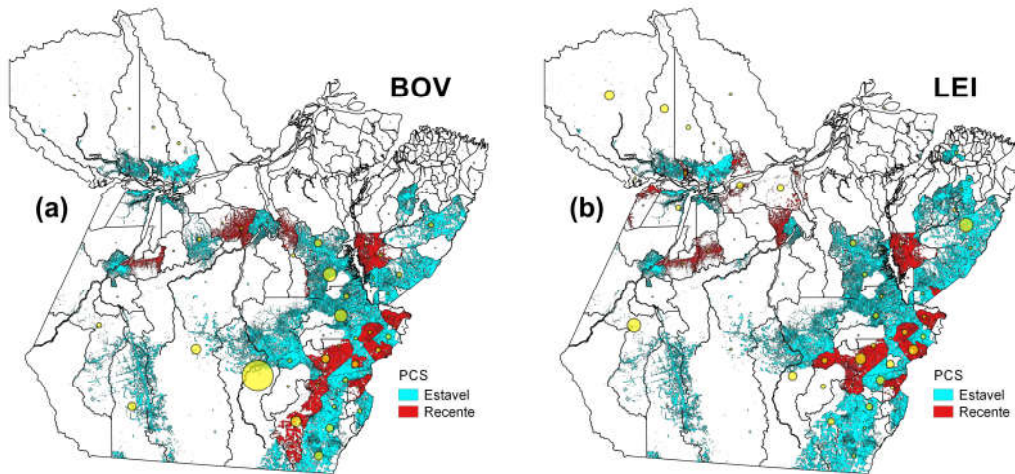 BOV
(a)
PCS
Estavel
Recente
LEI
(b)
PCS
Estavel
Recente